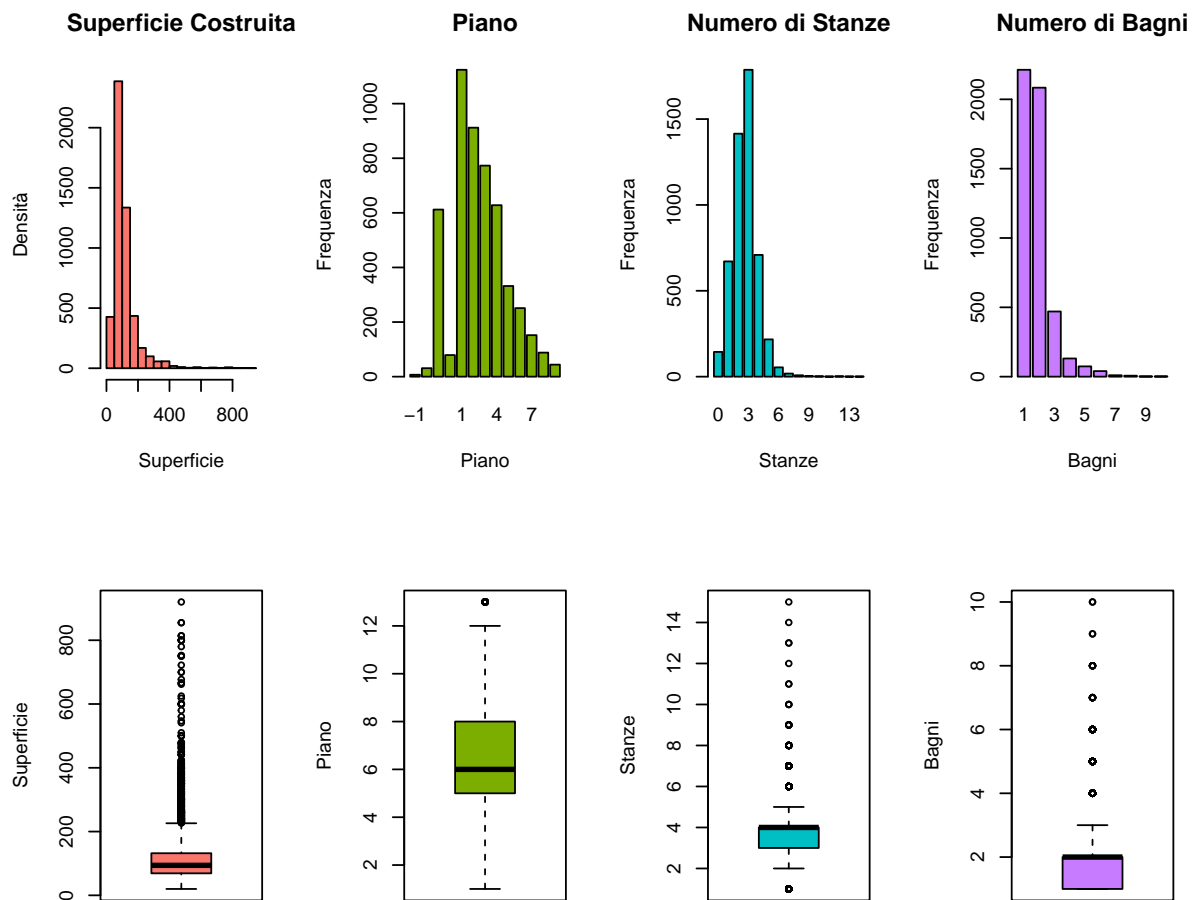 Superficie Costruita
Piano
Numero di Stanze
Numero di Bagni
Densità
0 500 1000 1500 2000
0 400 800
Superficie
Frequenza
0 200 400 600 800 1000
−1 1 4 7
Piano
Frequenza
0 500 1000 1500
0 3 6 9 13
Stanze
Frequenza
0 500 1000 1500 2000
1 3 5 7 9
Bagni
Superficie
0 200 400 600 800
Piano
2 4 6 8 10 12
Stanze
2 4 6 8 10 12 14
Bagni
2 4 6 8 10